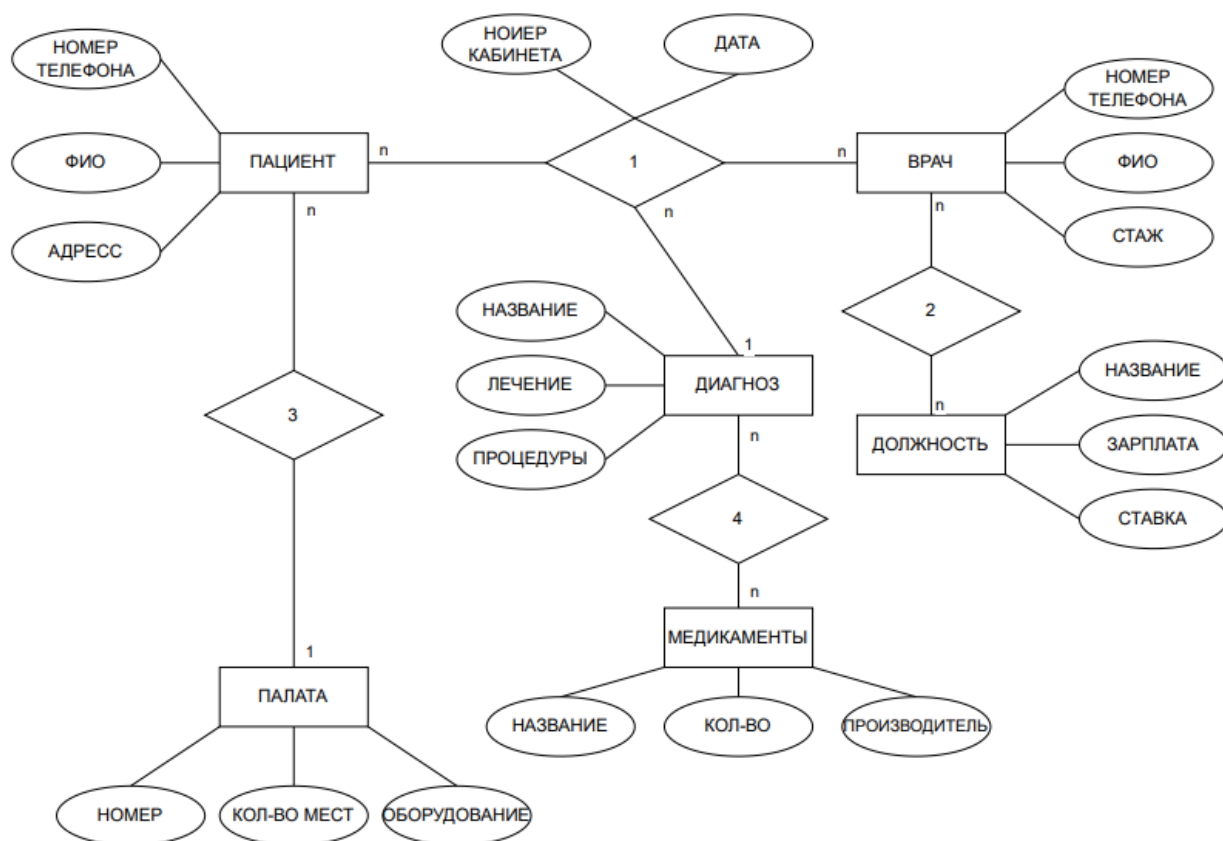 НОИЕР
КАБИНЕТА
ДАТА
НОМЕР
ТЕЛЕФОНА
НОМЕР
ТЕЛЕФОНА
ФИО
ПАЦИЕНТ
n
1
n
ВРАЧ
ФИО
n
n
n
АДРЕСС
СТАЖ
НАЗВАНИЕ
2
1
НАЗВАНИЕ
ЛЕЧЕНИЕ
ДИАГНОЗ
3
n
ПРОЦЕДУРЫ
n
ДОЛЖНОСТЬ
ЗАРПЛАТА
4
СТАВКА
n
МЕДИКАМЕНТЫ
1
ПАЛАТА
НАЗВАНИЕ
КОЛ-ВО
ПРОИЗВОДИТЕЛЬ
НОМЕР
КОЛ-ВО МЕСТ
ОБОРУДОВАНИЕ